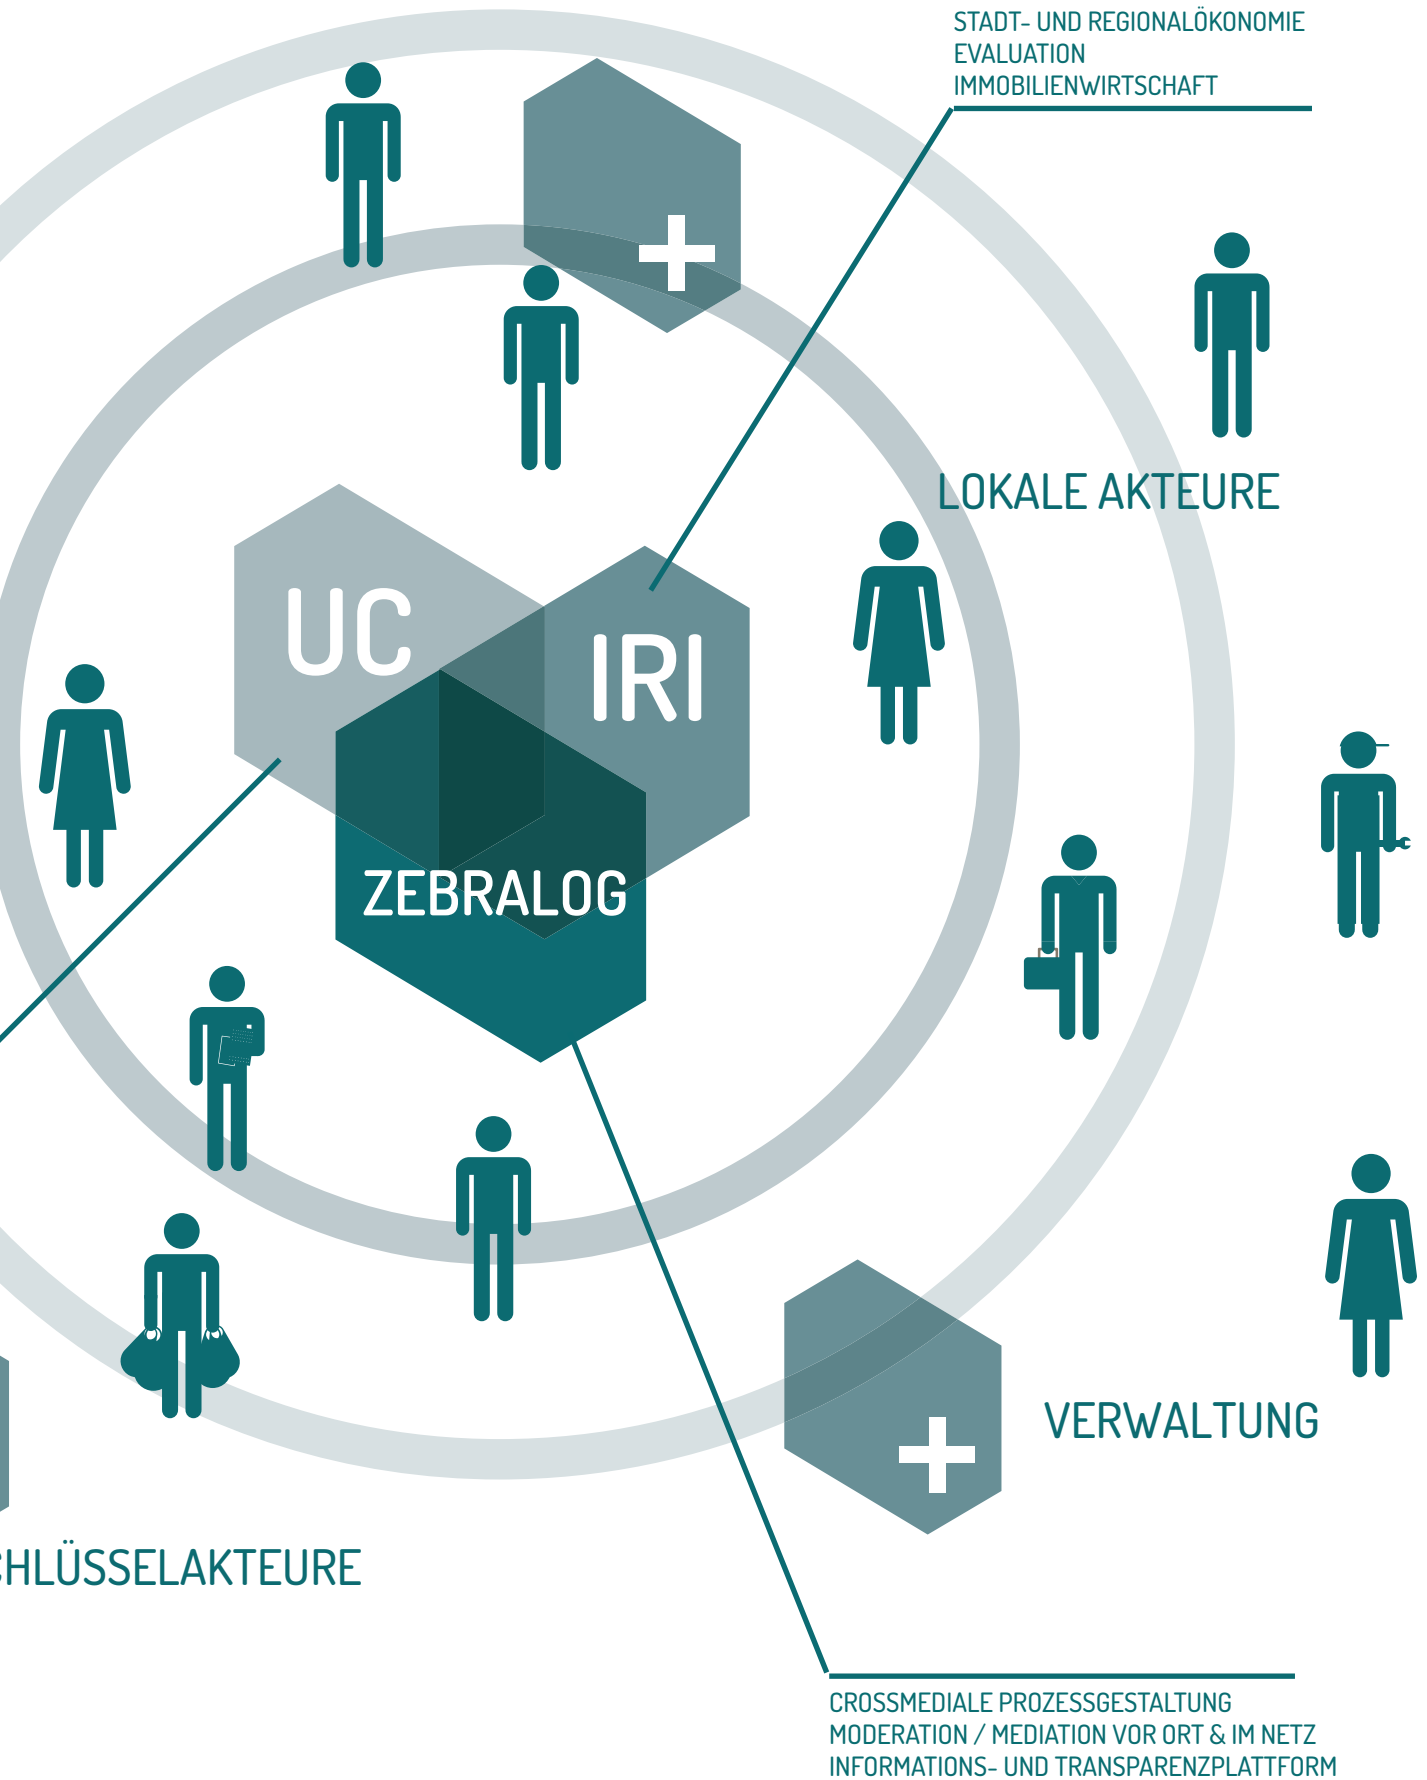 STADT- UND REGIONALÖKONOMIE
EVALUATION
IMMOBILIENWIRTSCHAFT
LOKALE AKTEURE
UC
IRI
ZEBRALOG
VERWALTUNG
CHLÜSSELAKTEURE
CROSSMEDIALE PROZESSGESTALTUNG
MODERATION / MEDIATION VOR ORT & IM NETZ
INFORMATIONS- UND TRANSPARENZPLATTFORM